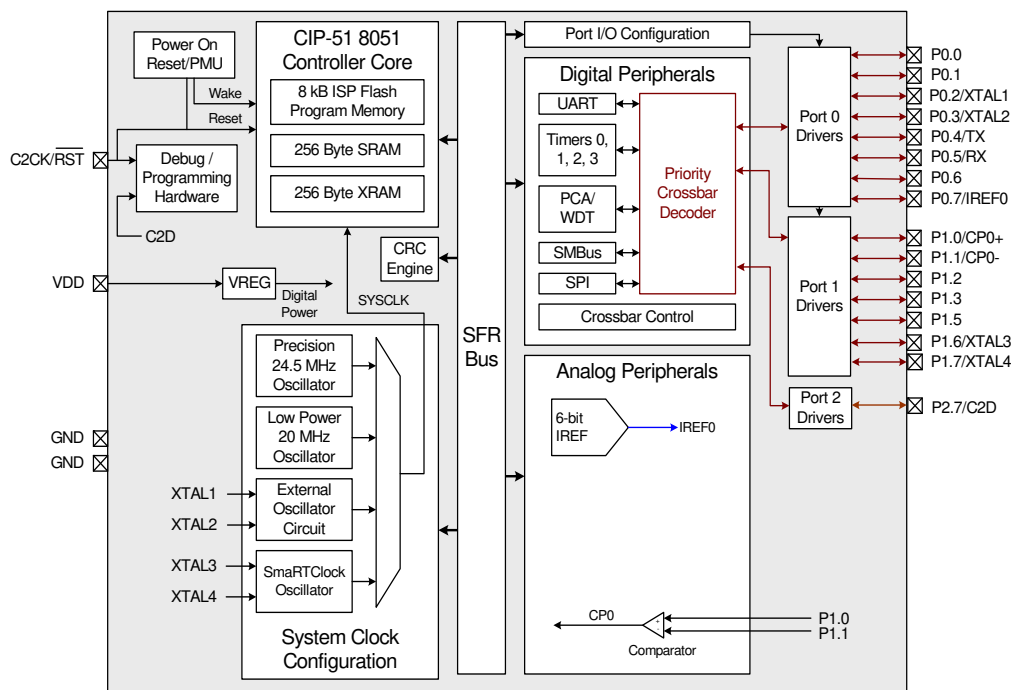 Power On
Reset/PMU
Wake
Reset
C2CK/RST
Debug /
Programming
Hardware
C2D
CIP-51 8051
Controller Core
8 kB ISP Flash
Program Memory
256 Byte SRAM
256 Byte XRAM
CRC
Engine
VDD
VREG
Digital
Power
SYSCLK
Precision
24.5 MHz
Oscillator
Low Power
20 MHz
Oscillator
External
Oscillator
Circuit
SmaRTClock
Oscillator
System Clock
Configuration
GND
GND
XTAL1
XTAL2
XTAL3
XTAL4
SFR
Bus
Port I/O Configuration
Digital Peripherals
UART
Timers 0,
1, 2, 3
PCA/
WDT
SMBus
SPI
Priority
Crossbar
Decoder
Crossbar Control
Analog Peripherals
6-bit
IREF
IREF0
CP0
+
-
Comparator
P1.0
P1.1
Port 0
Drivers
Port 1
Drivers
Port 2
Drivers
P0.0
P0.1
P0.2/XTAL1
P0.3/XTAL2
P0.4/TX
P0.5/RX
P0.6
P0.7/IREF0
P1.0/CP0+
P1.1/CP0-
P1.2
P1.3
P1.5
P1.6/XTAL3
P1.7/XTAL4
P2.7/C2D